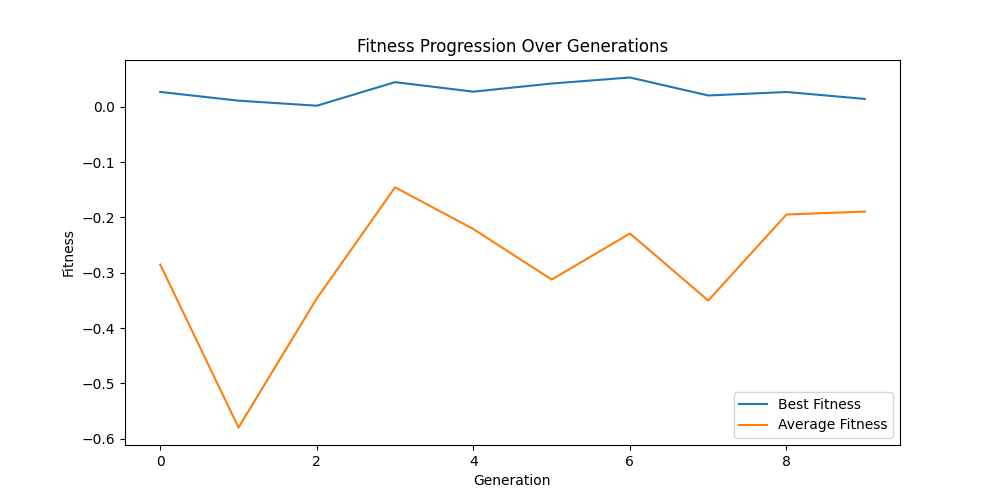 Fitness Progression Over Generations
Fitness
0.0
−0.1
−0.2
−0.3
−0.4
−0.5
−0.6
0 2 4 6 8
Generation
Best Fitness
Average Fitness